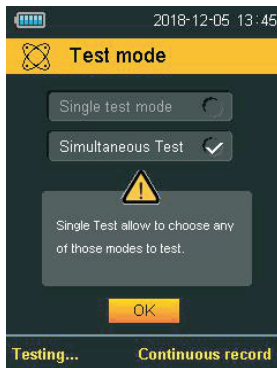 2018-12-05 13:45
Test mode
Single test mode
Simultaneous Test
Single Test allow to choose any
of those modes to test.
OK
Testing... Continuous record